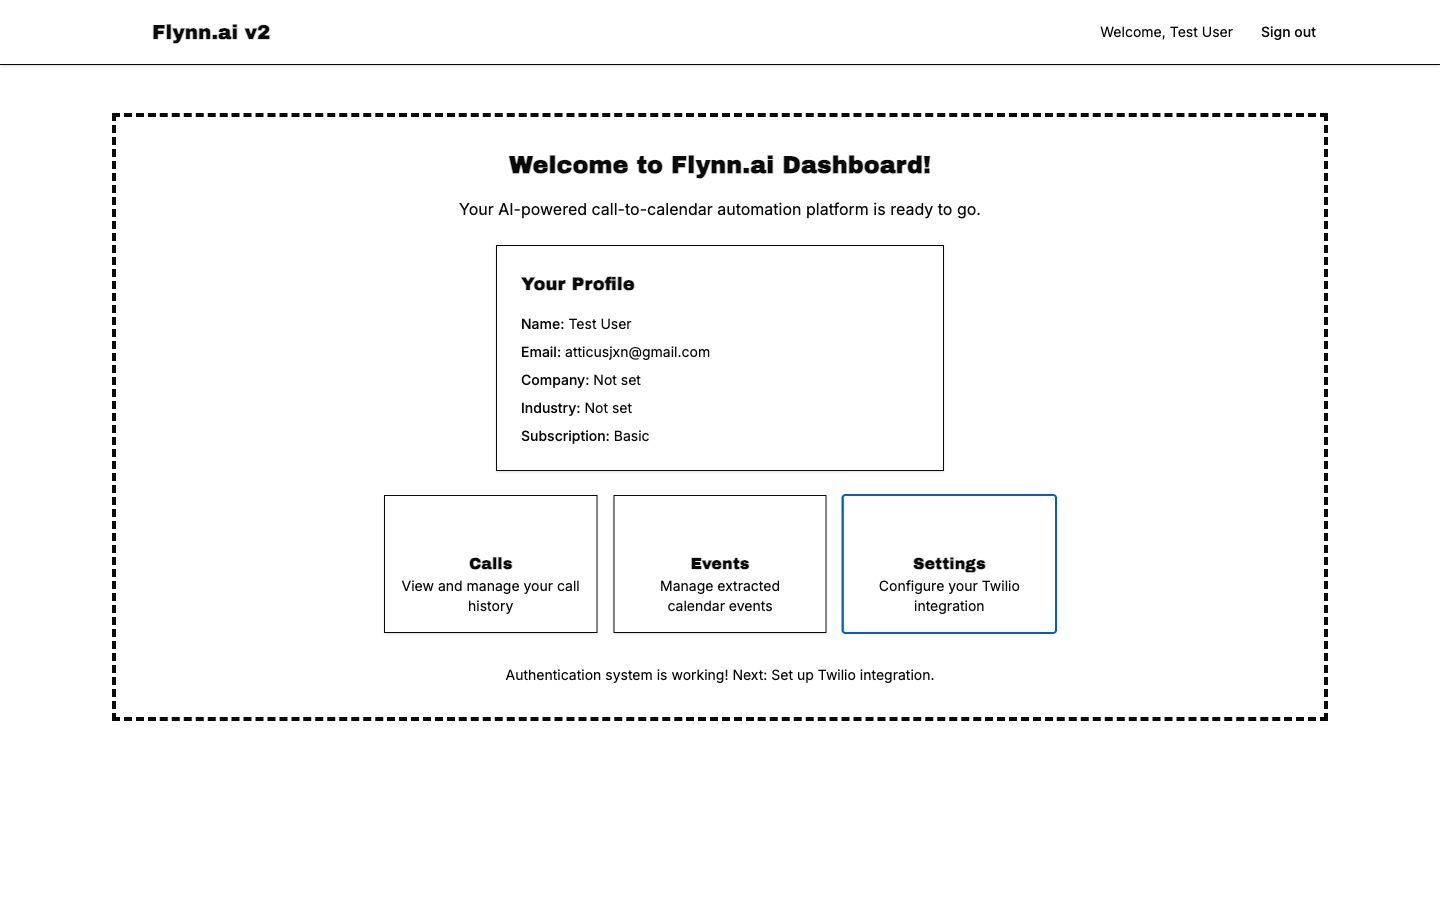 Flynn.ai v2
Welcome, Test User
Sign out
Welcome to Flynn.ai Dashboard!
Your AI-powered call-to-calendar automation platform is ready to go.
Your Profile
Name: Test User
Email: atticusjxn@gmail.com
Company: Not set
Industry: Not set
Subscription: Basic
Calls
View and manage your call
history
Events
Manage extracted
calendar events
Settings
Configure your Twilio
integration
Authentication system is working! Next: Set up Twilio integration.